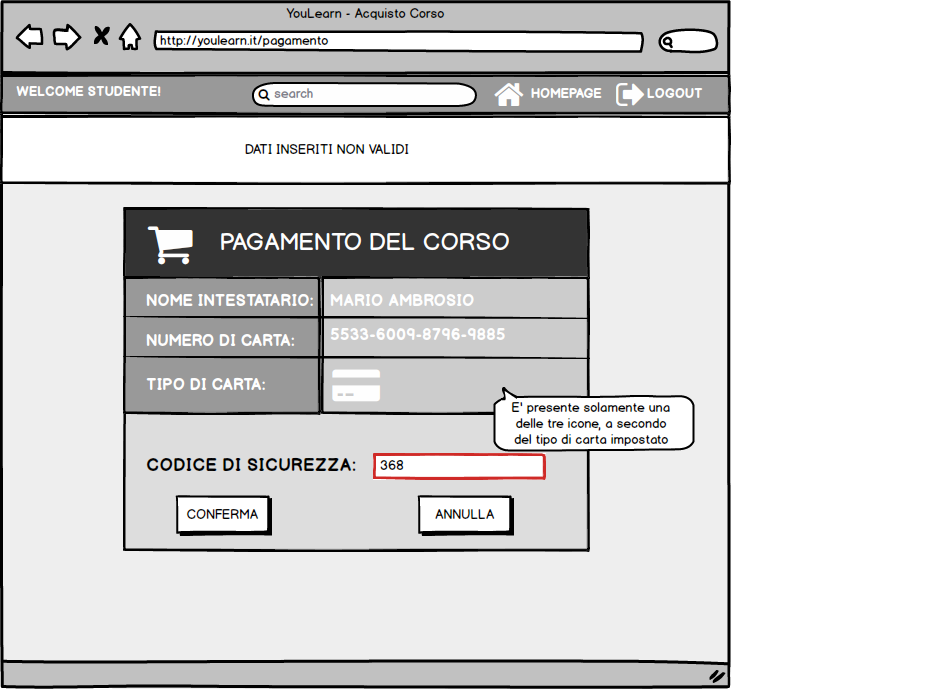 YouLearn - Acquisto Corso
http://youlearn.it/pagamento
WELCOME STUDENTE!
search
HOMEPAGE
LOGOUT
DATI INSERITI NON VALIDI
PAGAMENTO DEL CORSO
NOME INTESTATARIO:
MARIO AMBROSIO
NUMERO DI CARTA:
5533-6009-8796-9885
TIPO DI CARTA:
E' presente solamente una
delle tre icone, a secondo
del tipo di carta impostato
CODICE DI SICUREZZA:
368
CONFERMA
ANNULLA